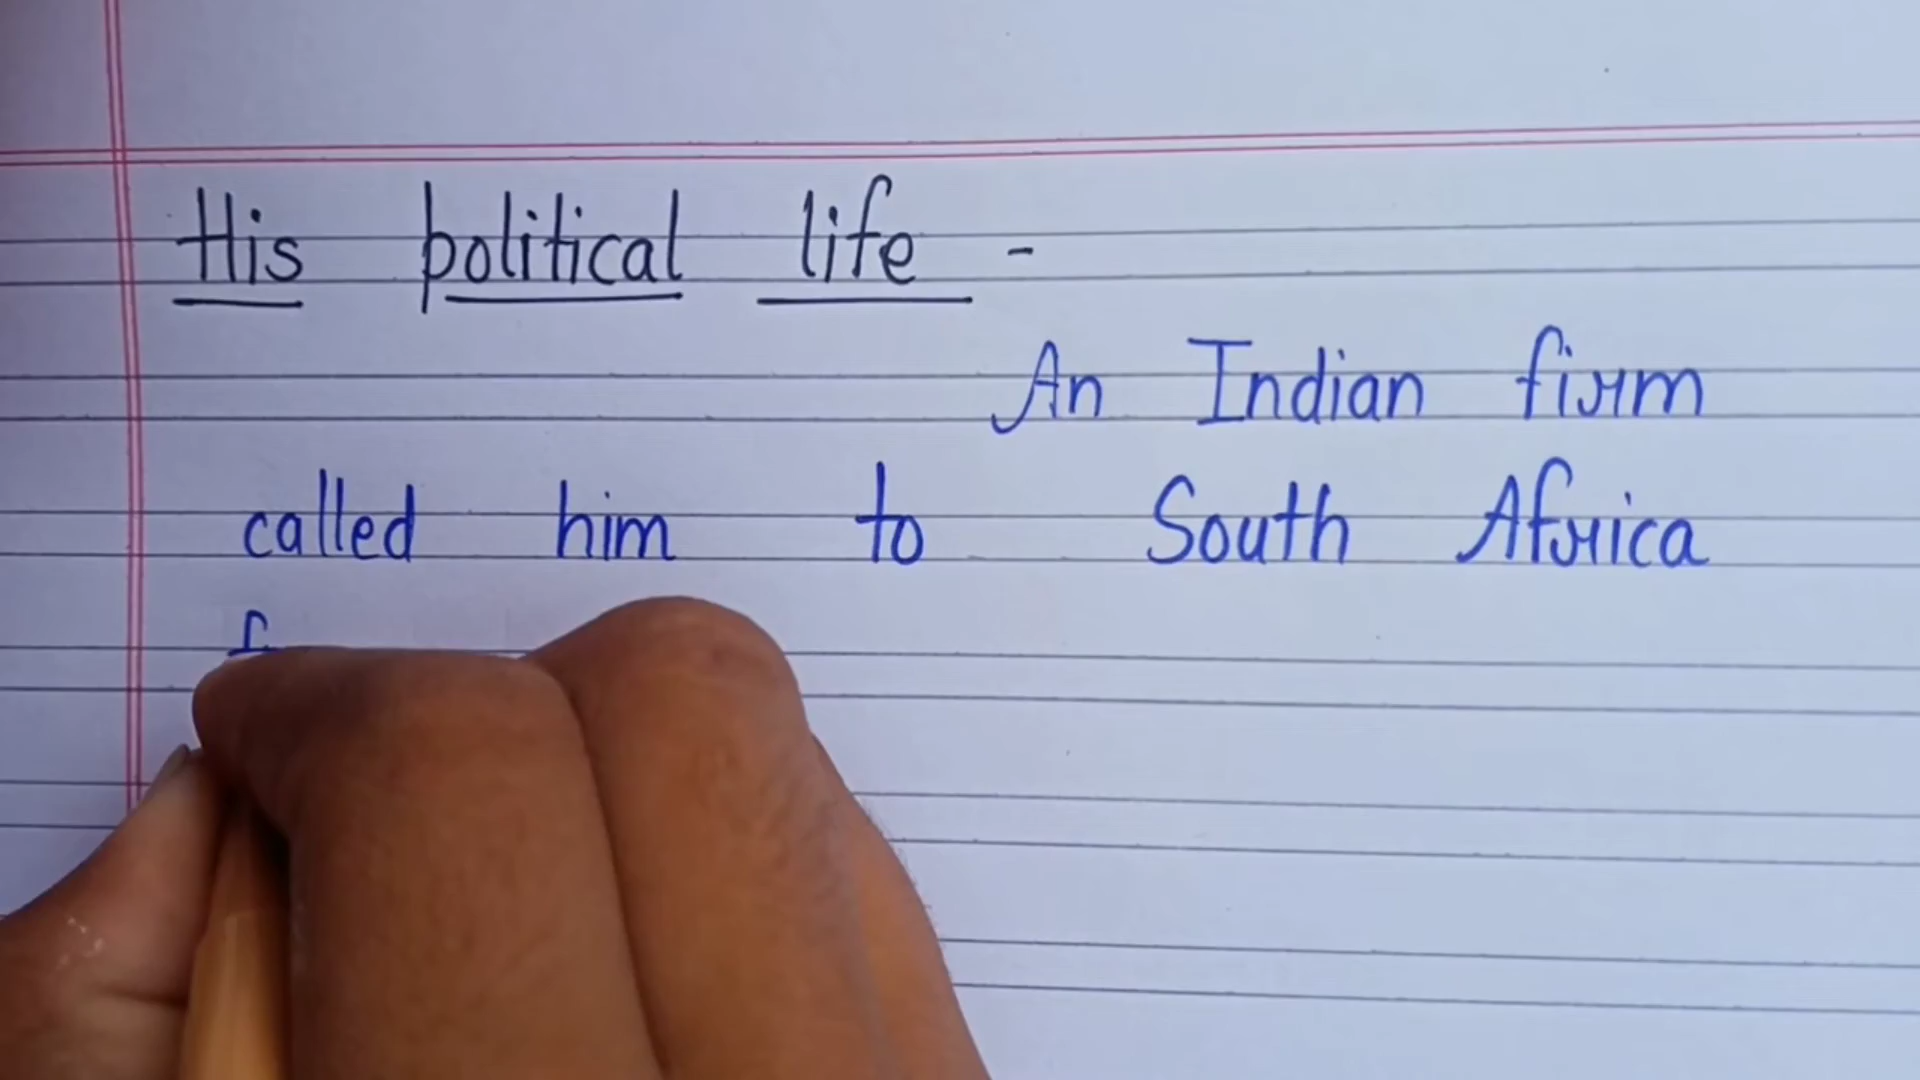 His political life -
An Indian firm
called him to South Africa
f